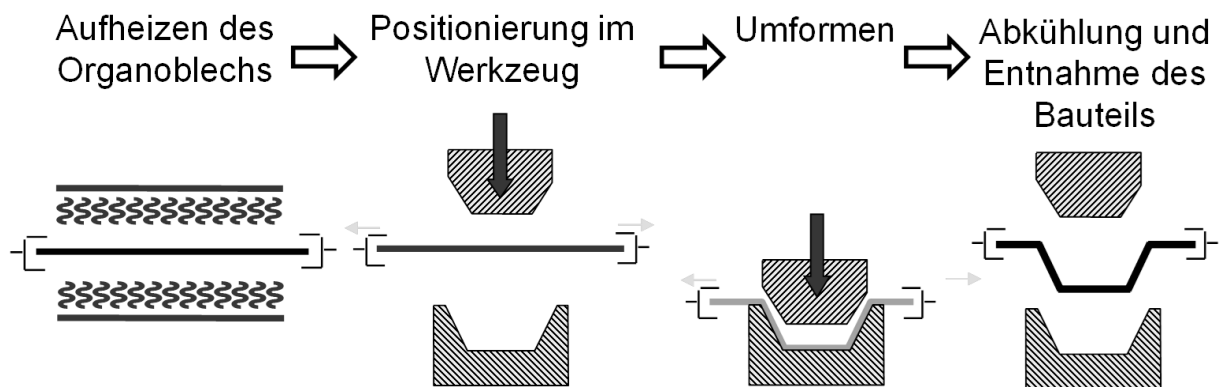 Aufheizen des
Organoblechs
Positionierung im
Werkzeug
Umformen
Abkühlung und
Entnahme des
Bauteils